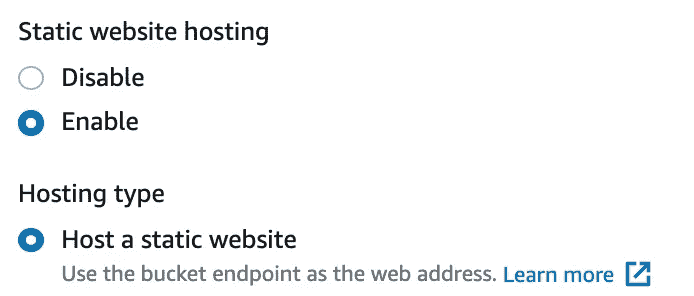 Static website hosting
Disable
Enable
Hosting type
Host a static website
Use the bucket endpoint as the web address. Learn more